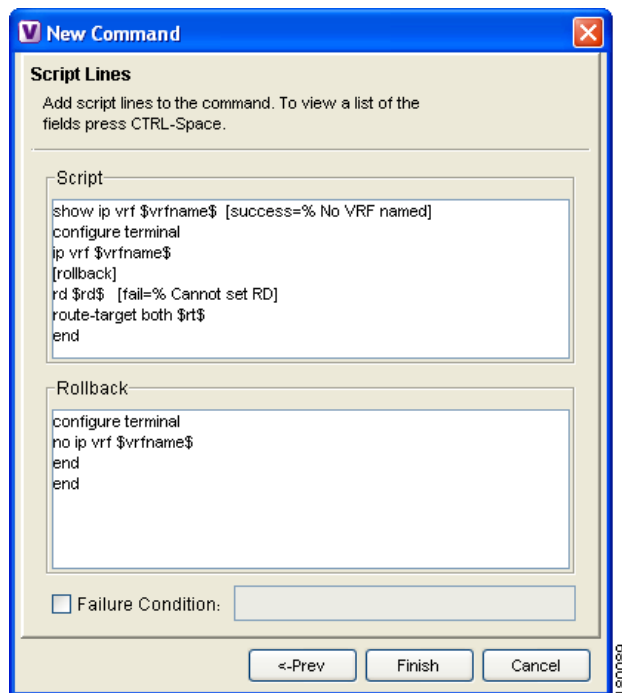 New Command
Script Lines
Add script lines to the command. To view a list of the
fields press CTRL-Space.
Script
show ip vrf $vrfname$ [success=% No VRF named]
configure terminal
ip vrf $vrfname$
[rollback]
rd $rd$ [fail=% Cannot set RD]
route-target both $rt$
end
Rollback
configure terminal
no ip vrf $vrfname$
end
end
Failure Condition:
<-Prev
Finish
Cancel